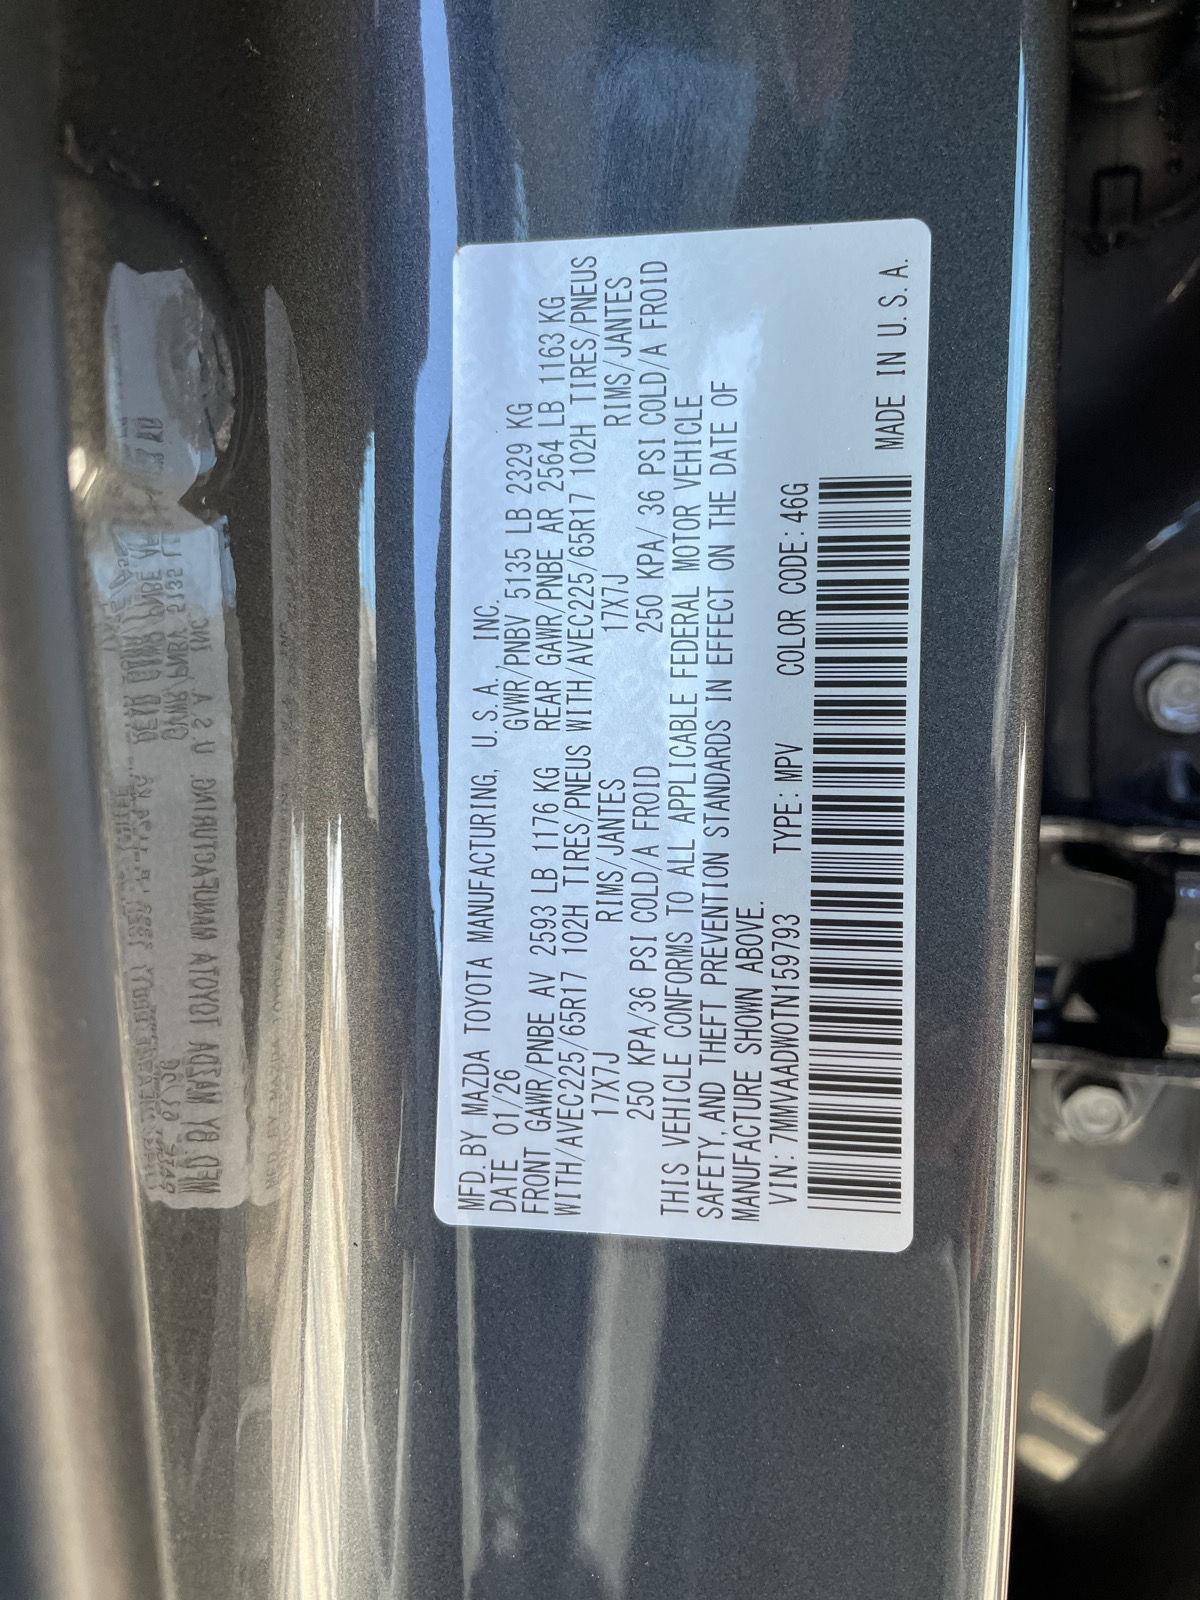 MFD. BY MAZDA TOYOTA MANUFACTURING, U.S.A. INC.
DATE 01/26 GVWR/PNBV 5135 LB 2329 KG
FRONT GAWR/PNBE AV 2593 LB 1176 KG REAR GAWR/PNBE AR 2564 LB 1163 KG
WITH/AVEC225/65R17 102H TIRES/PNEUS WITH/AVEC225/65R17 102H TIRES/PNEUS
17X7J RIMS/JANTES 17X7J RIMS/JANTES
250 KPA/36 PSI COLD/A FROID 250 KPA/ 36 PSI COLD/A FROID
THIS VEHICLE CONFORMS TO ALL APPLICABLE FEDERAL MOTOR VEHICLE
SAFETY, AND THEFT PREVENTION STANDARDS IN EFFECT ON THE DATE OF
MANUFACTURE SHOWN ABOVE.
VIN: 7MMVAADW0TN159793 TYPE: MPV COLOR CODE: 46G
MADE IN U.S.A.